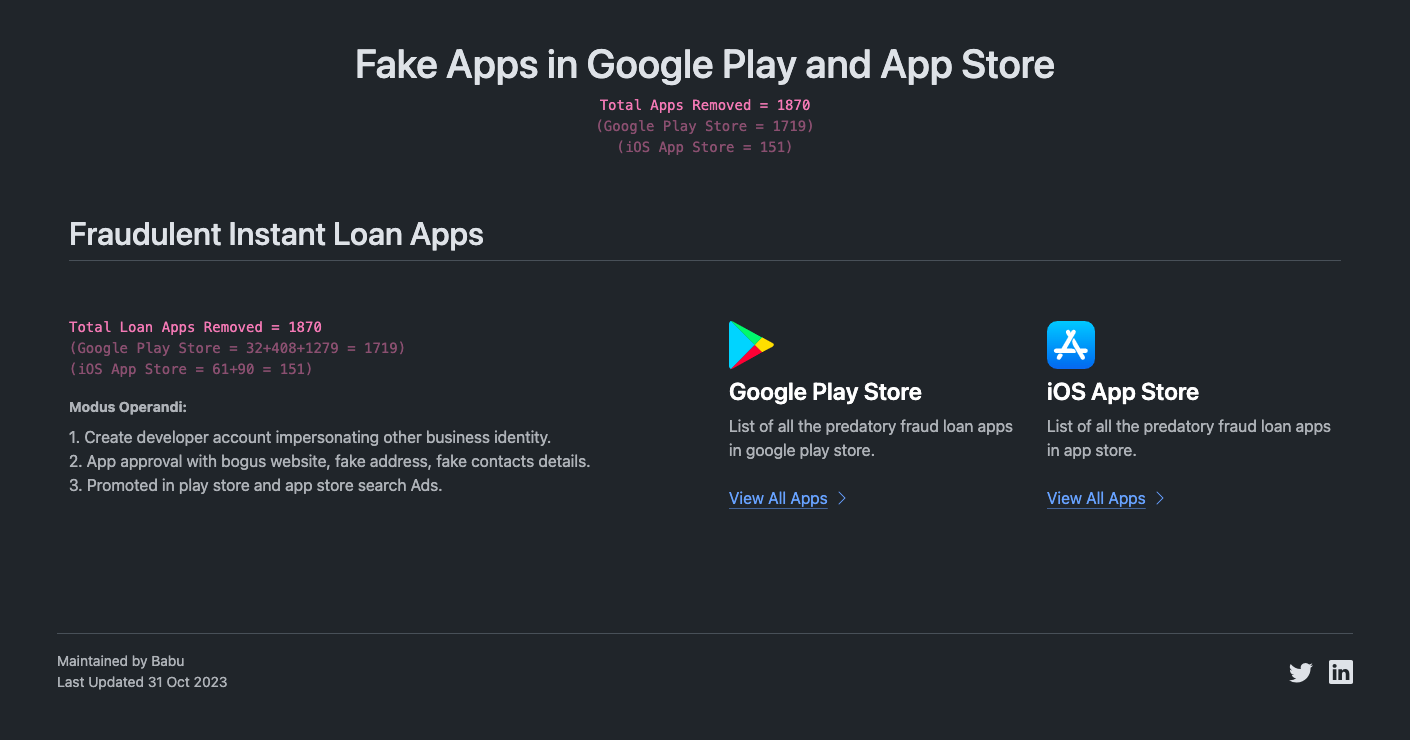 Fake Apps in Google Play and App Store
Total Apps Removed = 1870
(Google Play Store = 1719)
(iOS App Store = 151)
Fraudulent Instant Loan Apps
Total Loan Apps Removed = 1870
(Google Play Store = 32+408+1279 = 1719)
(iOS App Store = 61+90 = 151)
Modus Operandi:
1. Create developer account impersonating other business identity.
2. App approval with bogus website, fake address, fake contacts details.
3. Promoted in play store and app store search Ads.
Google Play Store
List of all the predatory fraud loan apps
in google play store.
View All Apps
iOS App Store
List of all the predatory fraud loan apps
in app store.
View All Apps
Maintained by Babu
Last Updated 31 Oct 2023
in